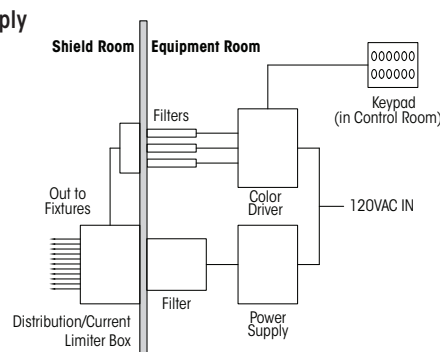 ply
Shield Room
Equipment Room
000000
000000
Keypad
(in Control Room)
Filters
Color
Driver
Out to
Fixtures
120VAC IN
Filter
Power
Supply
Distribution/Current
Limiter Box